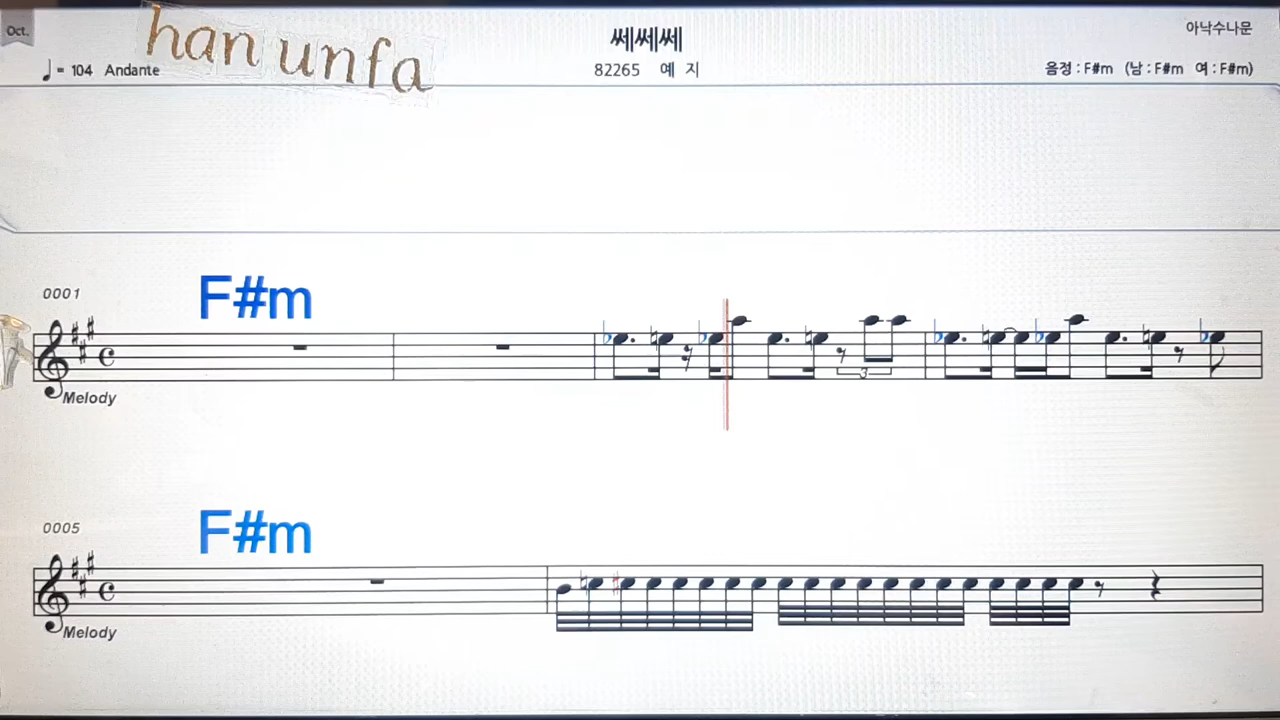 Oct.
han unfa
쎄쎄쎄
아낙수나문
♩= 104 Andante
82265 예 지
음정 : F#m (남 : F#m 여 : F#m)
0001
F#m
3
Melody
0005
F#m
Melody